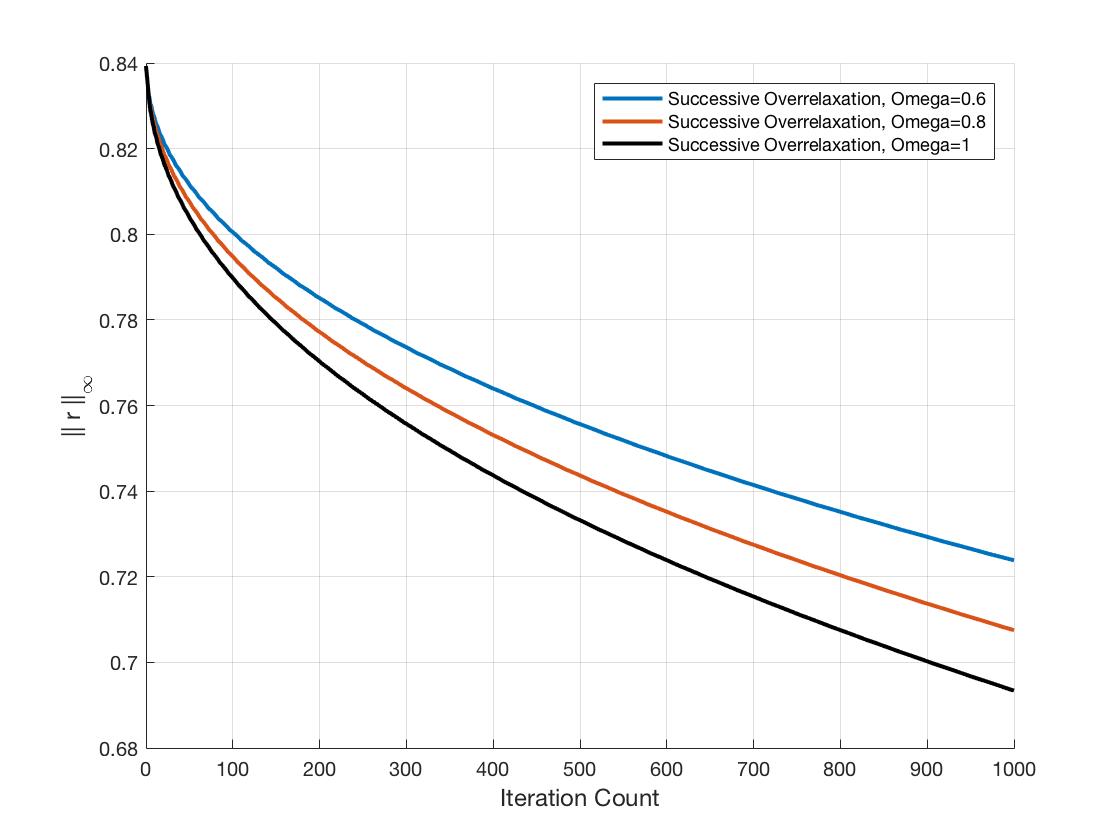 0.84
0.82
0.8
0.78
0.76
0.74
0.72
0.7
0.68
|| r ||∞
Successive Overrelaxation, Omega=0.6
Successive Overrelaxation, Omega=0.8
Successive Overrelaxation, Omega=1
0 100 200 300 400 500 600 700 800 900 1000
Iteration Count